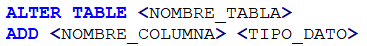 ALTER TABLE <NOMBRE_TABLA>
ADD <NOMBRE_COLUMNA> <TIPO_DATO>